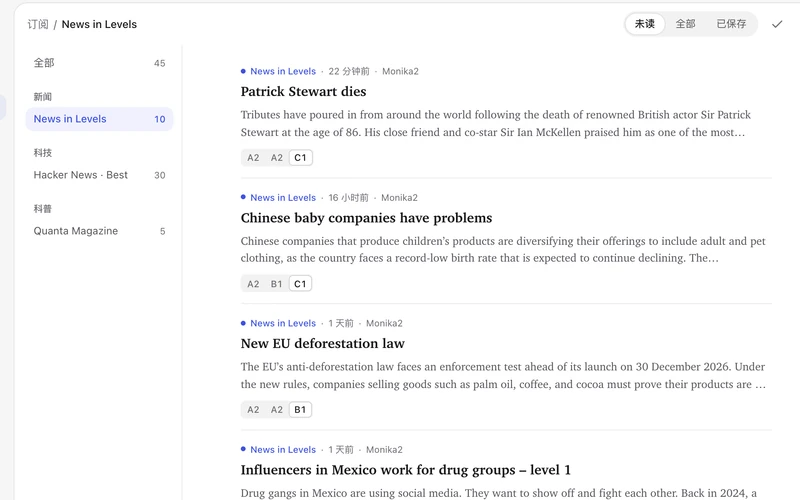 订阅 / News in Levels
未读 全部 已保存
全部 45
新闻
News in Levels 10
科技
Hacker News · Best 30
科普
Quanta Magazine 5
News in Levels · 22 分钟前 · Monika2
Patrick Stewart dies
Tributes have poured in from around the world following the death of renowned British actor Sir Patrick
Stewart at the age of 86. His close friend and co-star Sir Ian McKellen praised him as one of the most…
A2 A2 C1
News in Levels · 16 小时前 · Monika2
Chinese baby companies have problems
Chinese companies that produce children's products are diversifying their offerings to include adult and pet
clothing, as the country faces a record-low birth rate that is expected to continue declining. The…
A2 B1 C1
News in Levels · 1 天前 · Monika2
New EU deforestation law
The EU's anti-deforestation law faces an enforcement test ahead of its launch on 30 December 2026. Under
the new rules, companies selling goods such as palm oil, coffee, and cocoa must prove their products are …
A2 A2 B1
News in Levels · 1 天前 · Monika2
Influencers in Mexico work for drug groups – level 1
Drug gangs in Mexico are using social media. They want to show off and fight each other. Back in 2024, a